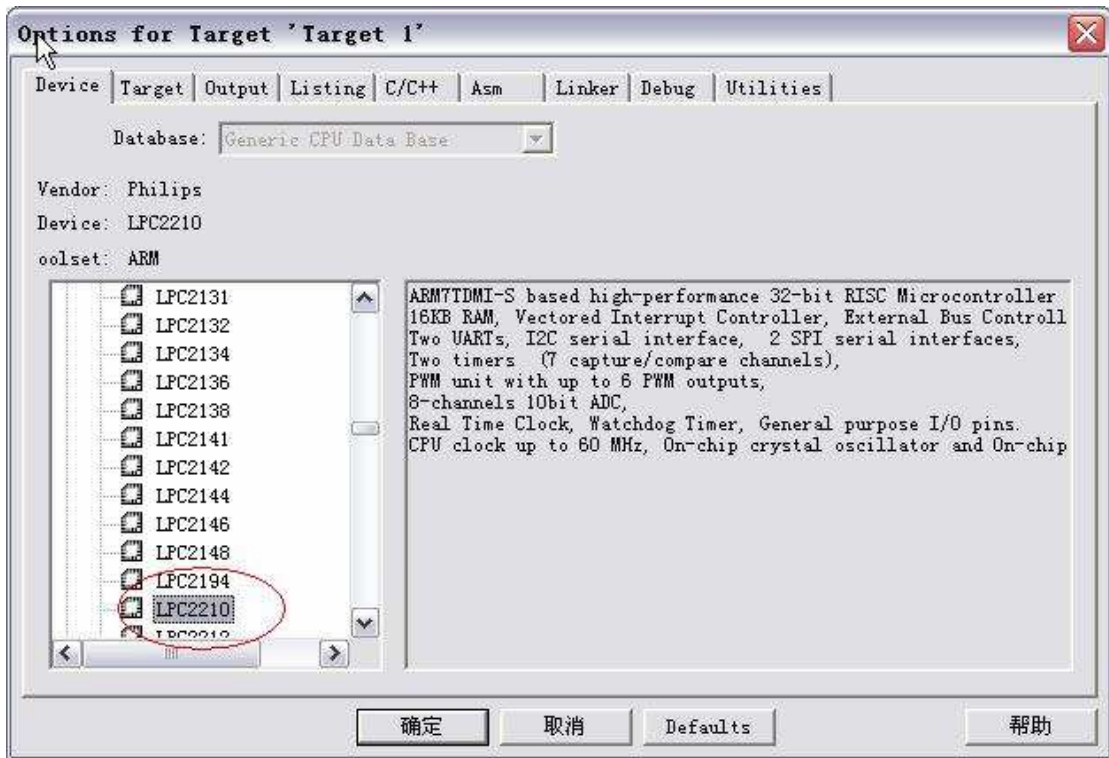 Options for Target 'Target 1'
Device Target Output Listing C/C++ Asm Linker Debug Utilities
Database: Generic CPU Data Base
Vendor: Philips
Device: LPC2210
oolset: ARM
LPC2131
LPC2132
LPC2134
LPC2136
LPC2138
LPC2141
LPC2142
LPC2144
LPC2146
LPC2148
LPC2194
LPC2210
LPC2212
ARM7TDMI-S based high-performance 32-bit RISC Microcontroller
16KB RAM, Vectored Interrupt Controller, External Bus Controll
Two UARTs, I2C serial interface, 2 SPI serial interfaces,
Two timers (7 capture/compare channels),
PWM unit with up to 6 PWM outputs,
8-channels 10bit ADC,
Real Time Clock, Watchdog Timer, General purpose I/O pins.
CPU clock up to 60 MHz, On-chip crystal oscillator and On-chip
确定 取消 Defaults 帮助